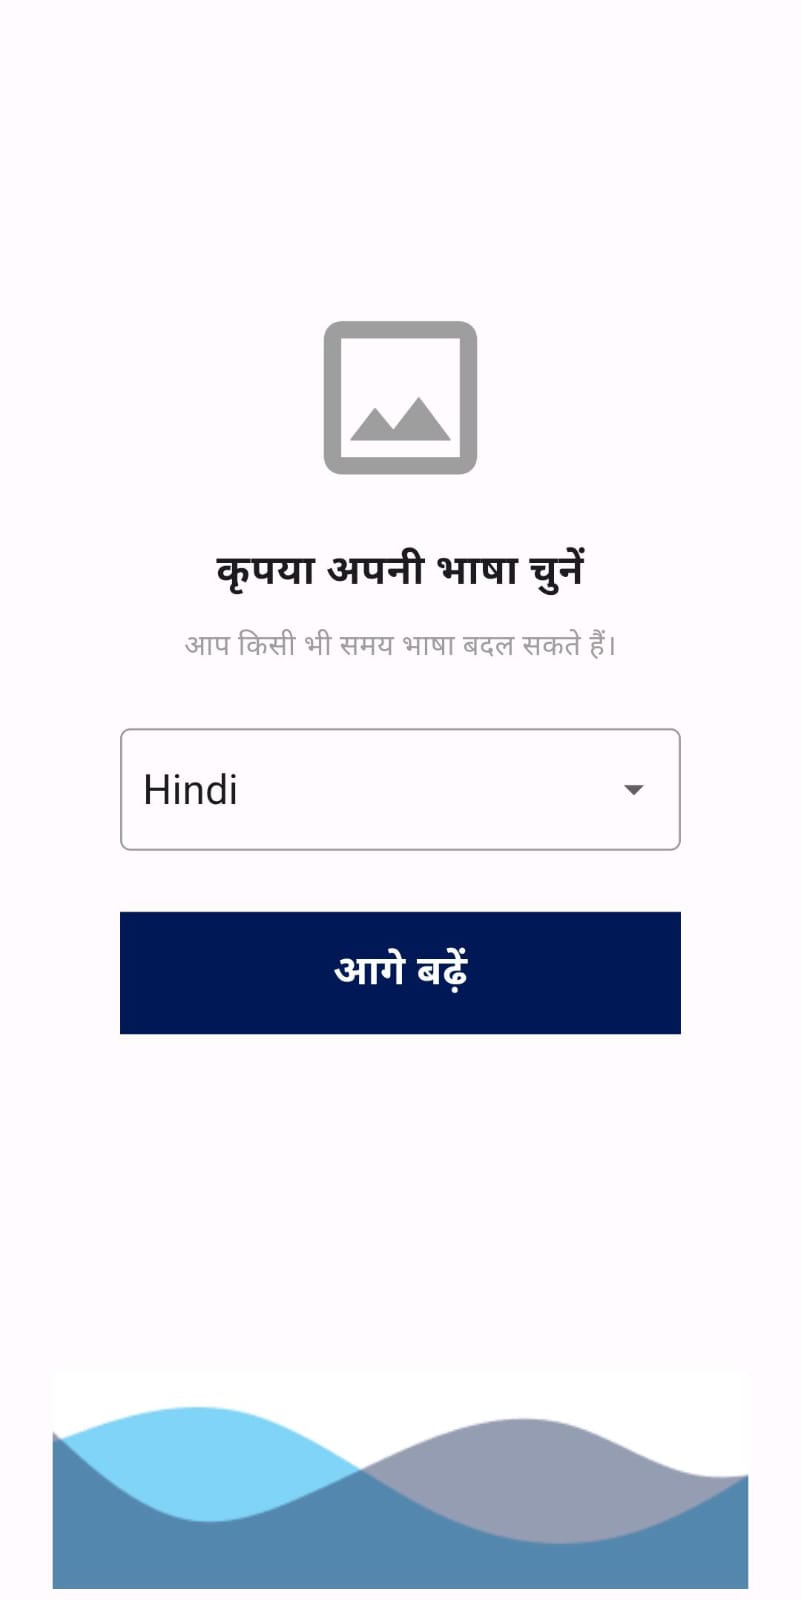 कृपया अपनी भाषा चुनें
आप किसी भी समय भाषा बदल सकते हैं।
Hindi
आगे बढ़ें